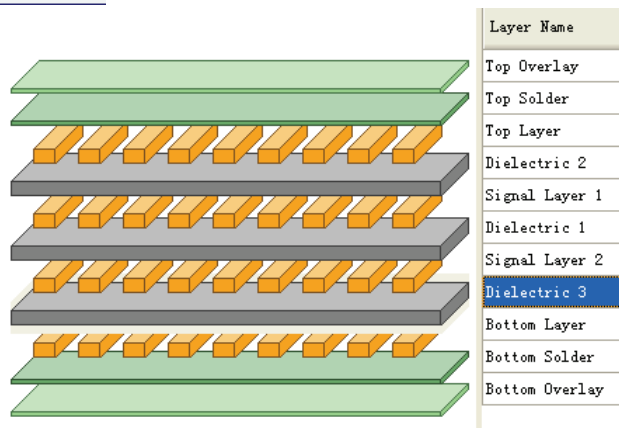 Layer Name
Top Overlay
Top Solder
Top Layer
Dielectric 2
Signal Layer 1
Dielectric 1
Signal Layer 2
Dielectric 3
Bottom Layer
Bottom Solder
Bottom Overlay